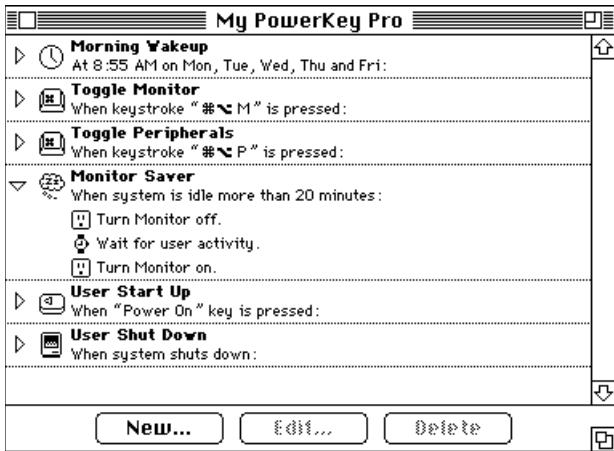 My PowerKey Pro
Morning Wakeup
At 8:55 AM on Mon, Tue, Wed, Thu and Fri:
Toggle Monitor
When keystroke “⌘⌥ M” is pressed:
Toggle Peripherals
When keystroke “⌘⌥ P” is pressed:
Monitor Saver
When system is idle more than 20 minutes:
Turn Monitor off.
Wait for user activity.
Turn Monitor on.
User Start Up
When “Power On” key is pressed:
User Shut Down
When system shuts down:
New... Edit... Delete